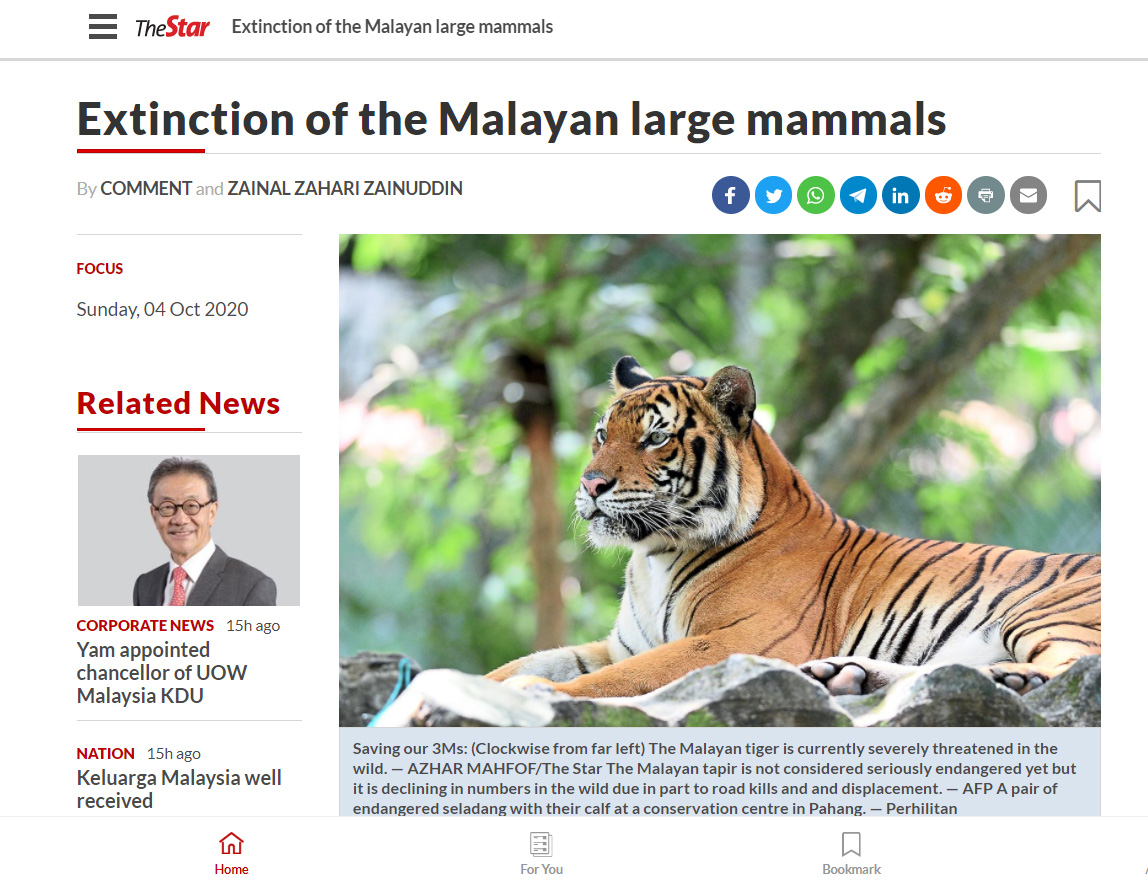 TheStar Extinction of the Malayan large mammals
Extinction of the Malayan large mammals
By COMMENT and ZAINAL ZAHARI ZAINUDDIN
FOCUS
Sunday, 04 Oct 2020
Related News
CORPORATE NEWS 15h ago
Yam appointed
chancellor of UOW
Malaysia KDU
NATION 15h ago
Keluarga Malaysia well
received
Saving our 3Ms: (Clockwise from far left) The Malayan tiger is currently severely threatened in the
wild. — AZHAR MAHFOF/The Star The Malayan tapir is not considered seriously endangered yet but
it is declining in numbers in the wild due in part to road kills and and displacement. — AFP A pair of
endangered seladang with their calf at a conservation centre in Pahang. — Perhilitan
Home
For You
Bookmark